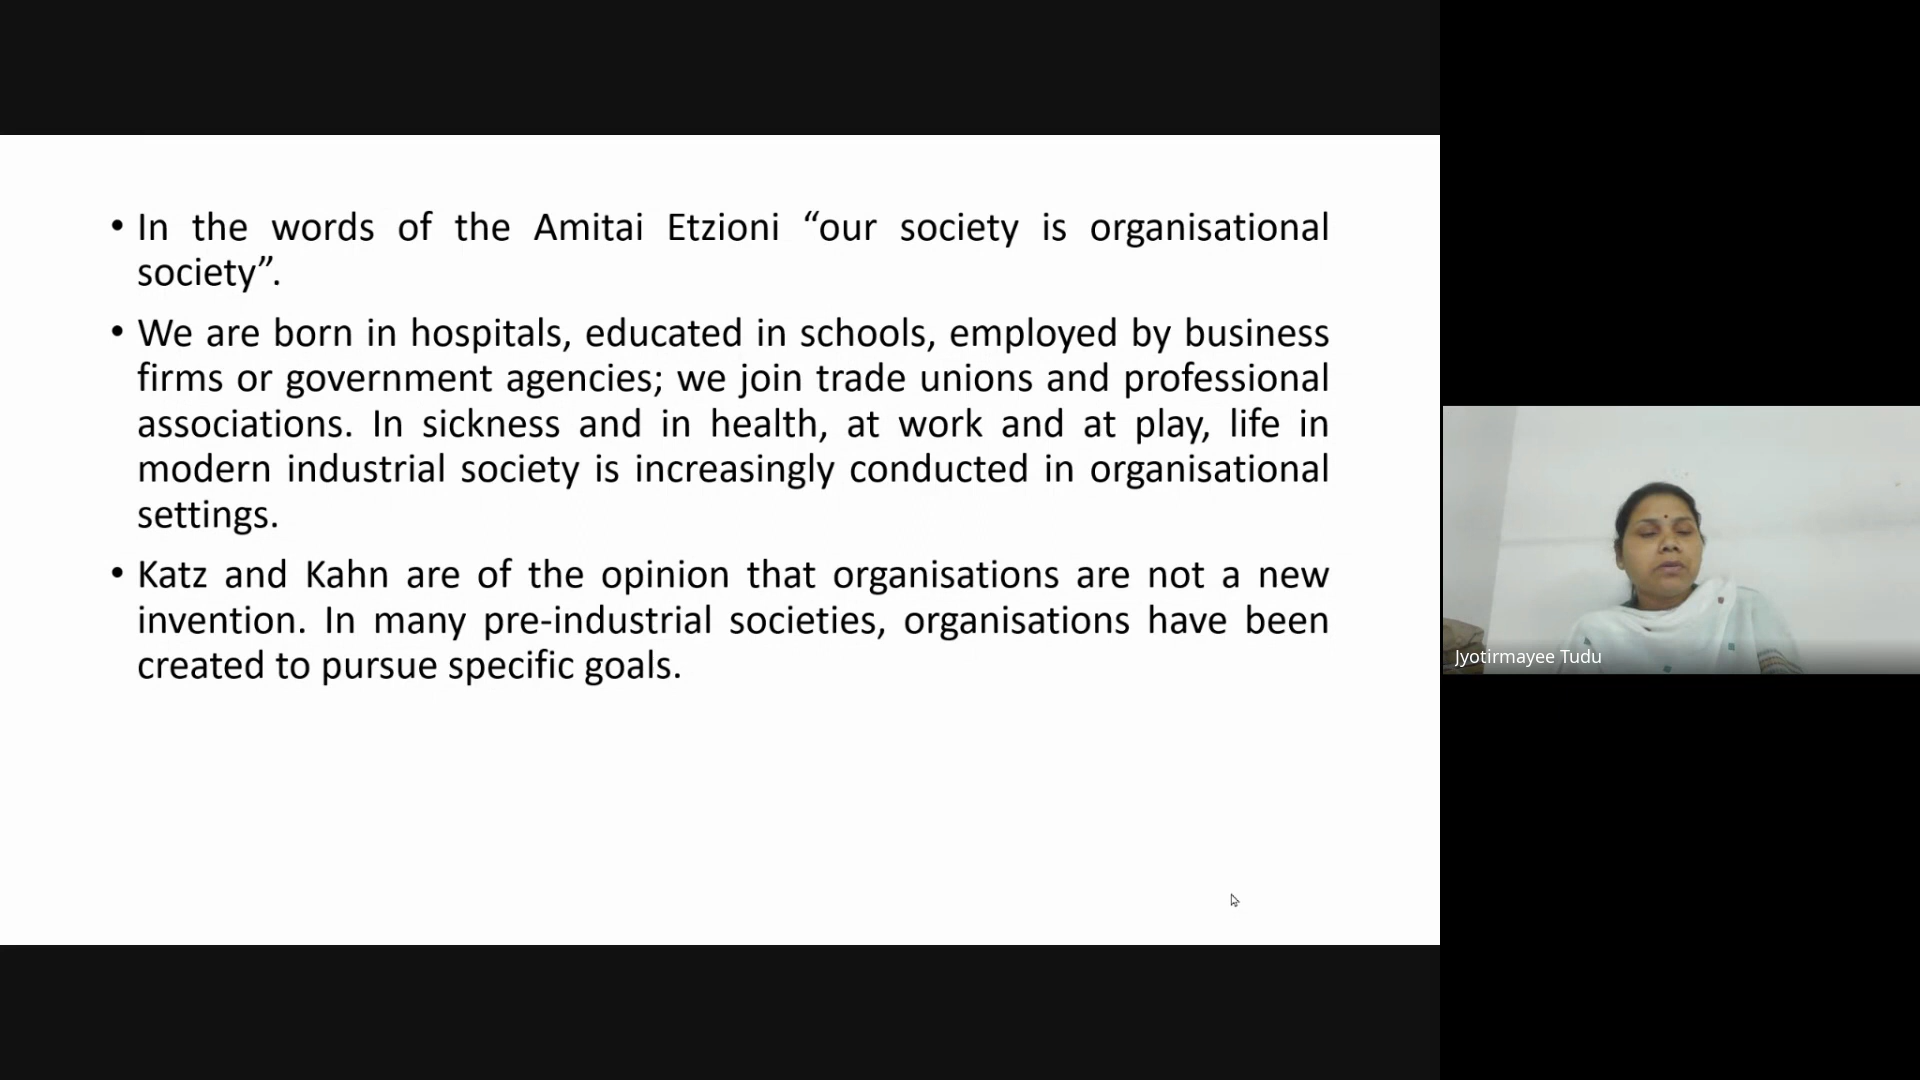 • In the words of the Amitai Etzioni “our society is organisational
society”.
• We are born in hospitals, educated in schools, employed by business
firms or government agencies; we join trade unions and professional
associations. In sickness and in health, at work and at play, life in
modern industrial society is increasingly conducted in organisational
settings.
• Katz and Kahn are of the opinion that organisations are not a new
invention. In many pre-industrial societies, organisations have been
created to pursue specific goals.
Jyotirmayee Tudu